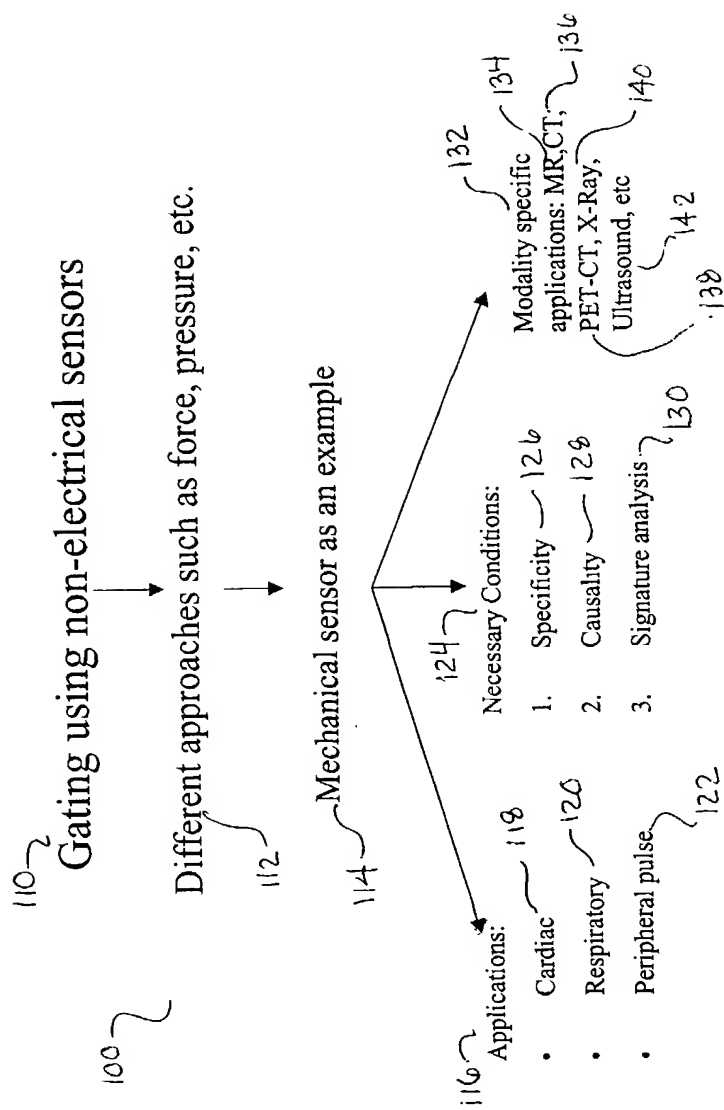 100
110
Gating using non-electrical sensors
Different approaches such as force, pressure, etc.
112
114 Mechanical sensor as an example
116
Applications:
• Cardiac 118
• Respiratory 120
• Peripheral pulse 122
124
Necessary Conditions:
1. Specificity 126
2. Causality 128
3. Signature analysis 130
132
Modality specific 134
applications: MR,CT, 136
PET-CT, X-Ray, 140
Ultrasound, etc
142
138